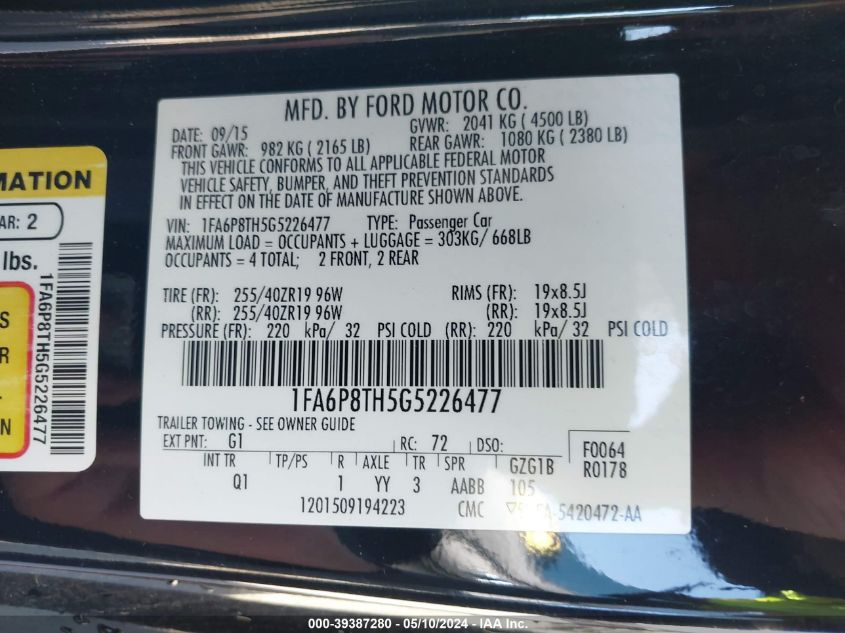 MFD. BY FORD MOTOR CO.
DATE: 09/15 GVWR: 2041 KG ( 4500 LB)
FRONT GAWR: 982 KG ( 2165 LB) REAR GAWR: 1080 KG ( 2380 LB)
THIS VEHICLE CONFORMS TO ALL APPLICABLE FEDERAL MOTOR
VEHICLE SAFETY, BUMPER, AND THEFT PREVENTION STANDARDS
IN EFFECT ON THE DATE OF MANUFACTURE SHOWN ABOVE.
VIN: 1FA6P8TH5G5226477 TYPE: Passenger Car
MAXIMUM LOAD = OCCUPANTS + LUGGAGE = 303KG/ 668LB
OCCUPANTS = 4 TOTAL; 2 FRONT, 2 REAR
TIRE (FR): 255/40ZR19 96W RIMS (FR): 19x8.5J
(RR): 255/40ZR19 96W (RR): 19x8.5J
PRESSURE (FR): 220 kPa/ 32 PSI COLD (RR): 220 kPa/ 32 PSI COLD
1FA6P8TH5G5226477
TRAILER TOWING - SEE OWNER GUIDE
EXT PNT: G1 RC: 72 DSO: F0064
INT TR TP/PS R AXLE TR SPR GZG1B R0178
Q1 1 YY 3 AABB 105
1201509194223 CMC 5420472-AA
MATION
AR: 2
lbs.
S
R
N
1FA6P8TH5G5226477
000-39387280 - 05/10/2024 - IAA Inc.